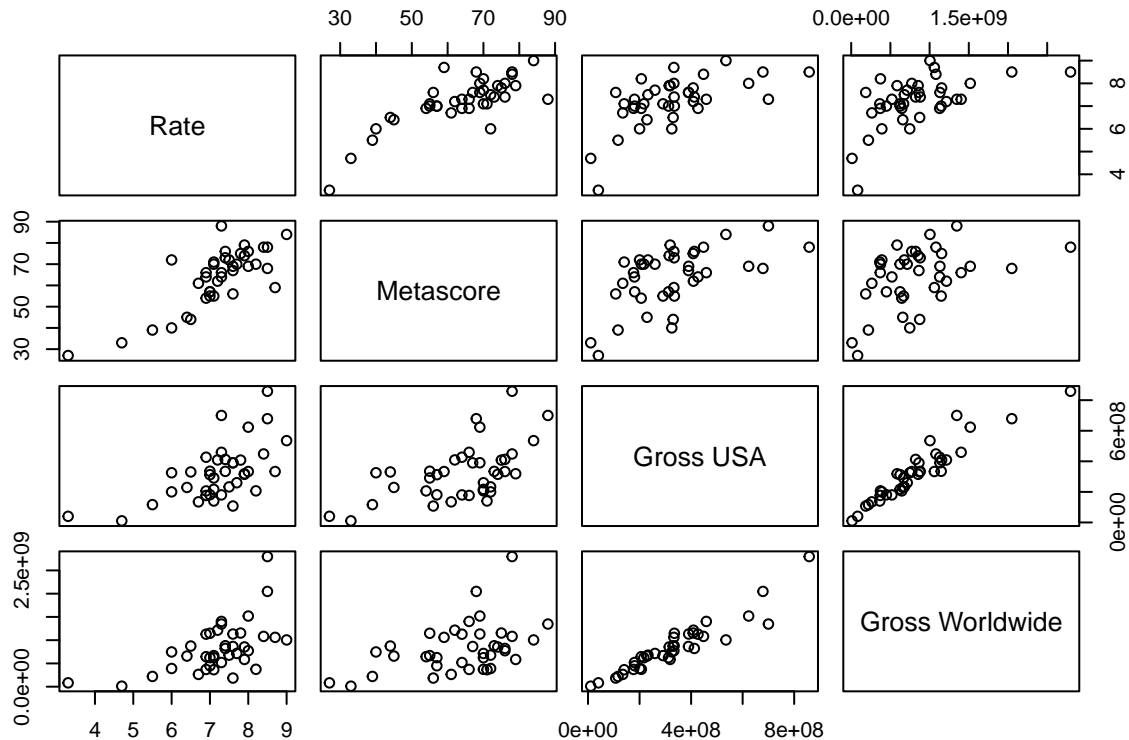 30 50 70 90
0.0e+00 1.5e+09
Rate
4 6 8
30 50 70 90
Metascore
Gross USA
0e+00 6e+08
0.0e+00 2.5e+09
Gross Worldwide
4 5 6 7 8 9
0e+00 4e+08 8e+08